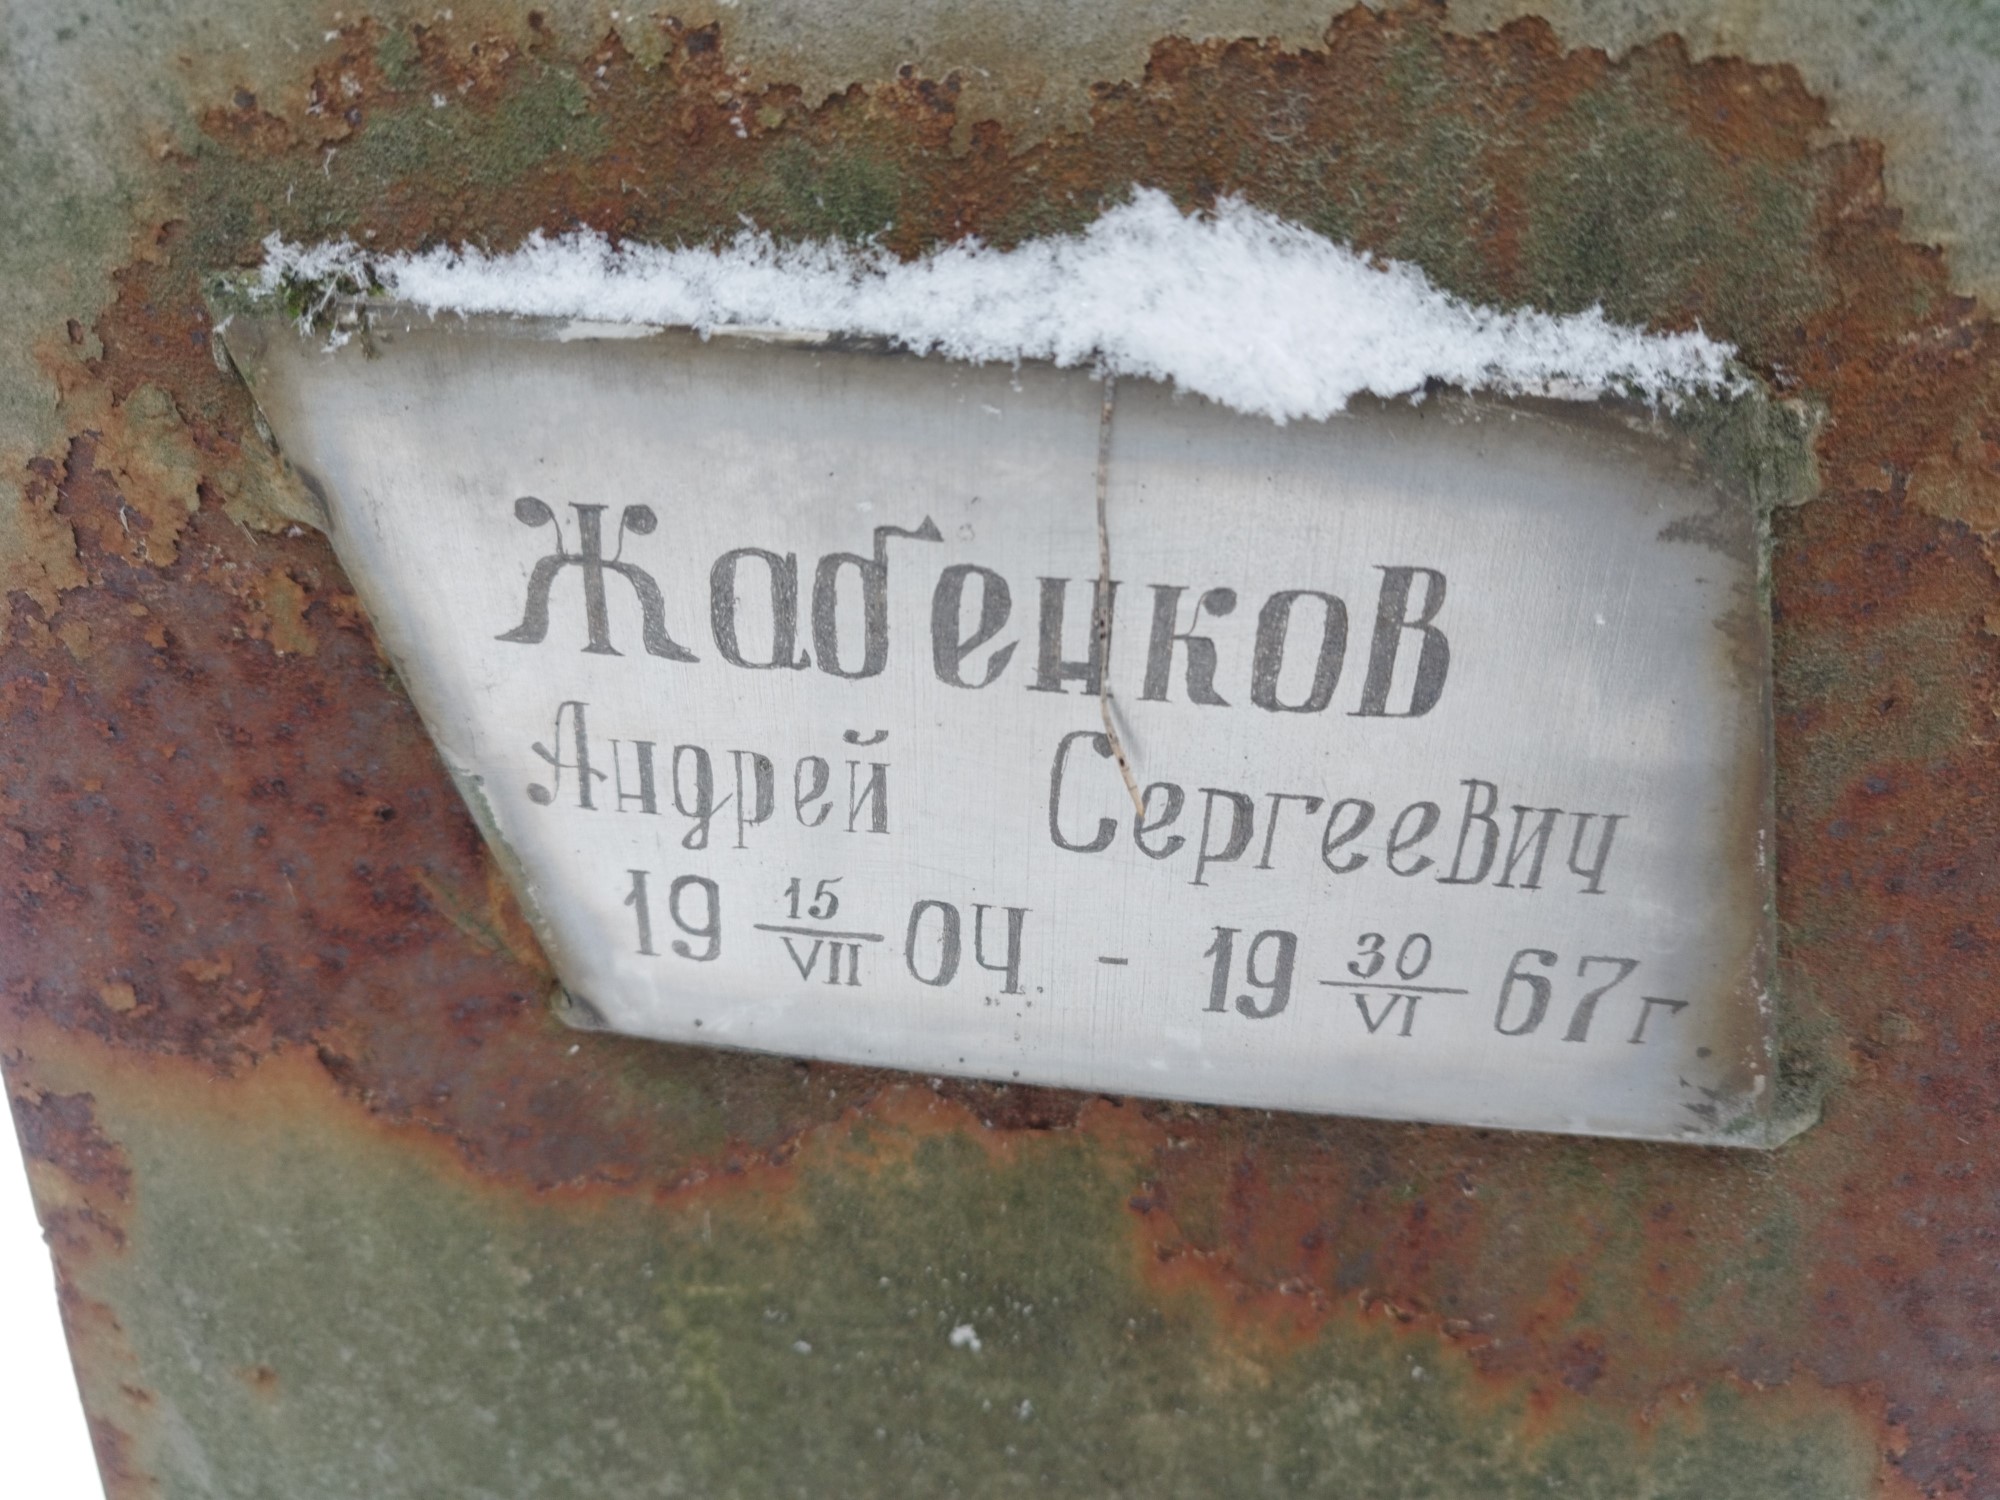 Жабенков
Андрей Сергеевич
19 15/VII 04 - 19 30/VI 67г